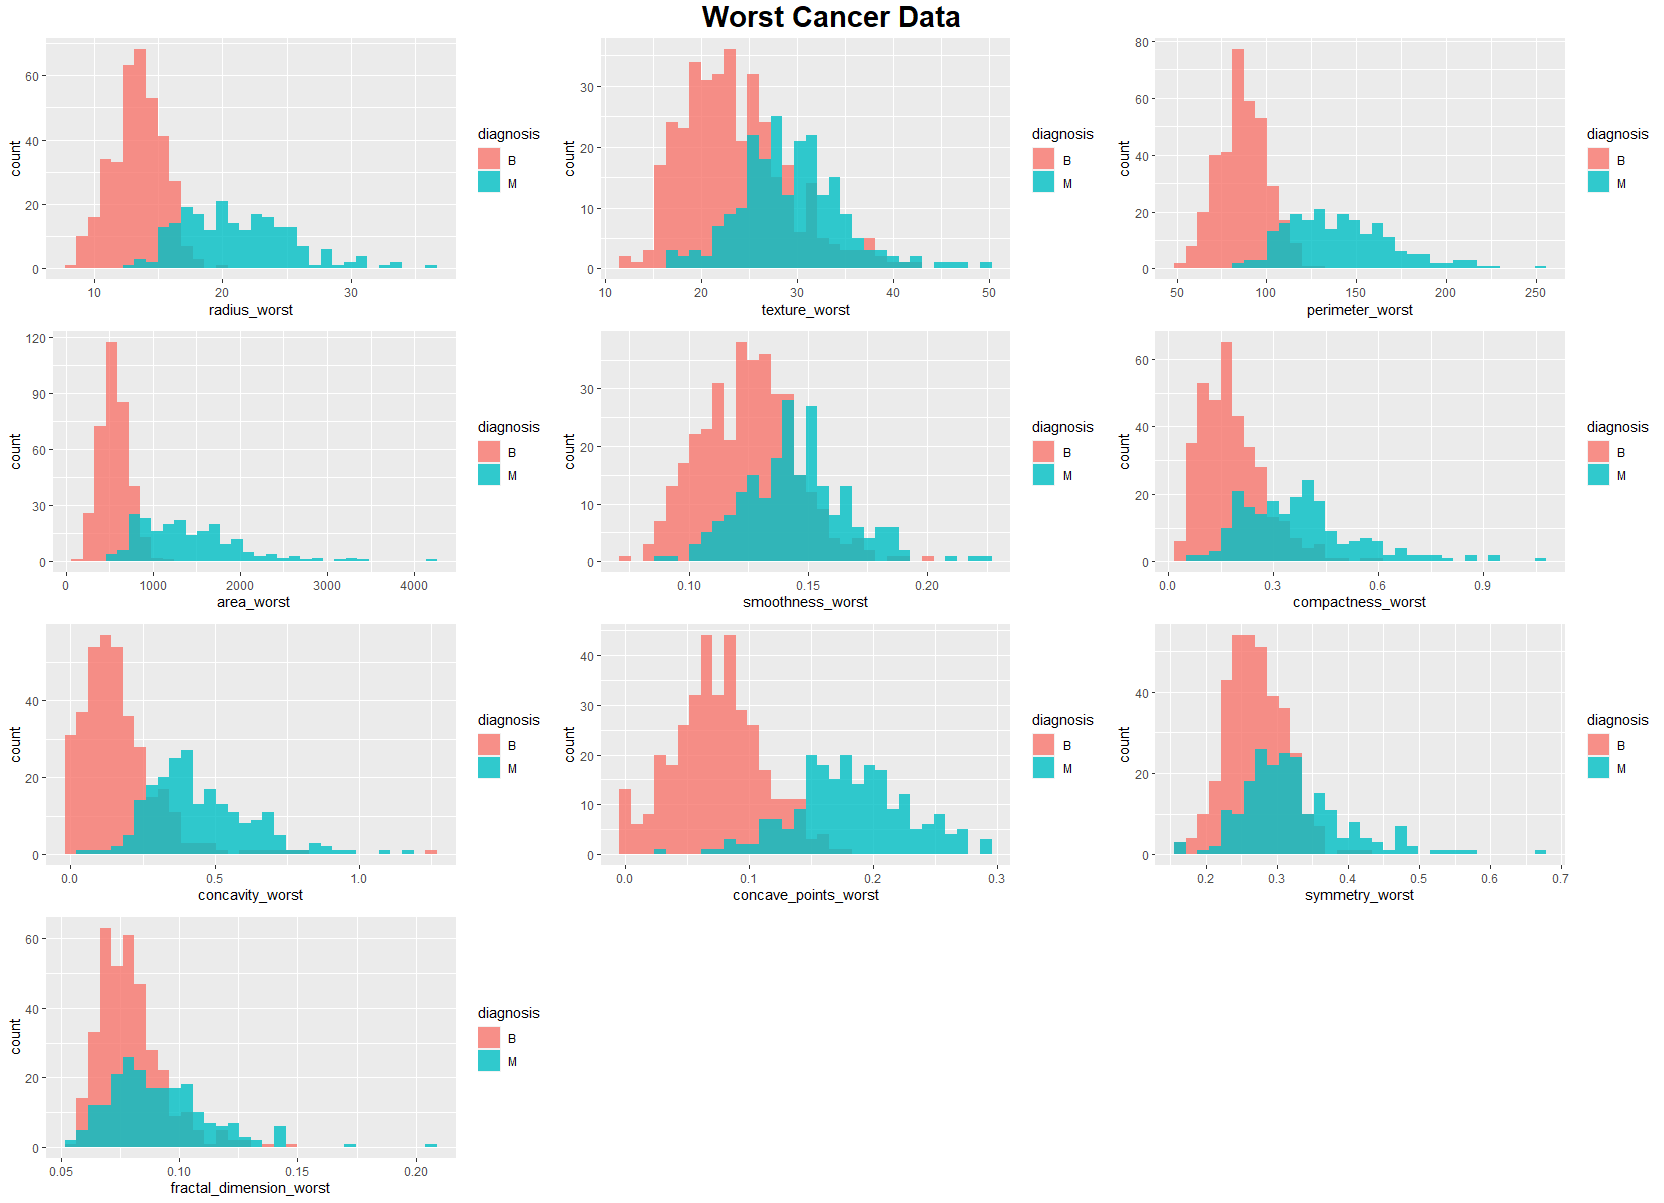 Worst Cancer Data
count
60
40
20
0
10
20
30
radius_worst
diagnosis
B
M
count
30
20
10
0
10
20
30
40
50
texture_worst
diagnosis
B
M
count
80
60
40
20
0
50
100
150
200
250
perimeter_worst
diagnosis
B
M
count
120
90
60
30
0
0
1000
2000
3000
4000
area_worst
diagnosis
B
M
count
30
20
10
0
0.10
0.15
0.20
smoothness_worst
diagnosis
B
M
count
60
40
20
0
0.0
0.3
0.6
0.9
compactness_worst
diagnosis
B
M
count
40
20
0
0.0
0.5
1.0
concavity_worst
diagnosis
B
M
count
40
30
20
10
0
0.0
0.1
0.2
0.3
concave_points_worst
diagnosis
B
M
count
40
20
0
0.2
0.3
0.4
0.5
0.6
0.7
symmetry_worst
diagnosis
B
M
count
60
40
20
0
0.05
0.10
0.15
0.20
fractal_dimension_worst
diagnosis
B
M